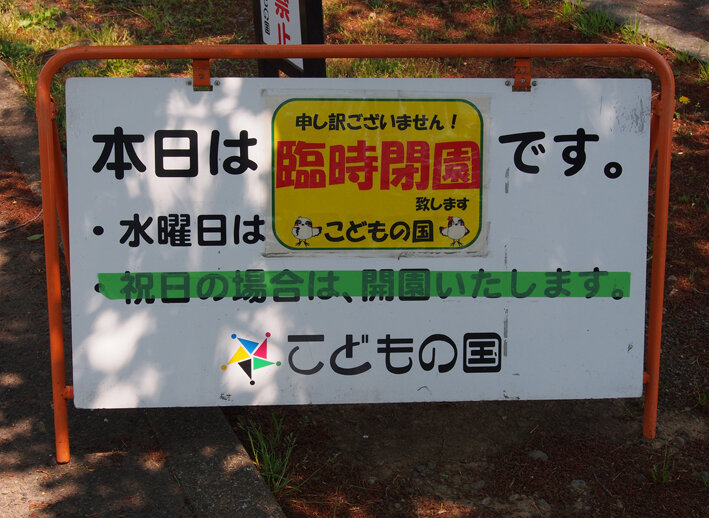 本日は
申し訳ございません!
臨時閉園
致します
こどもの国
です。
・水曜日は
・祝日の場合は、開園いたします。
こどもの国